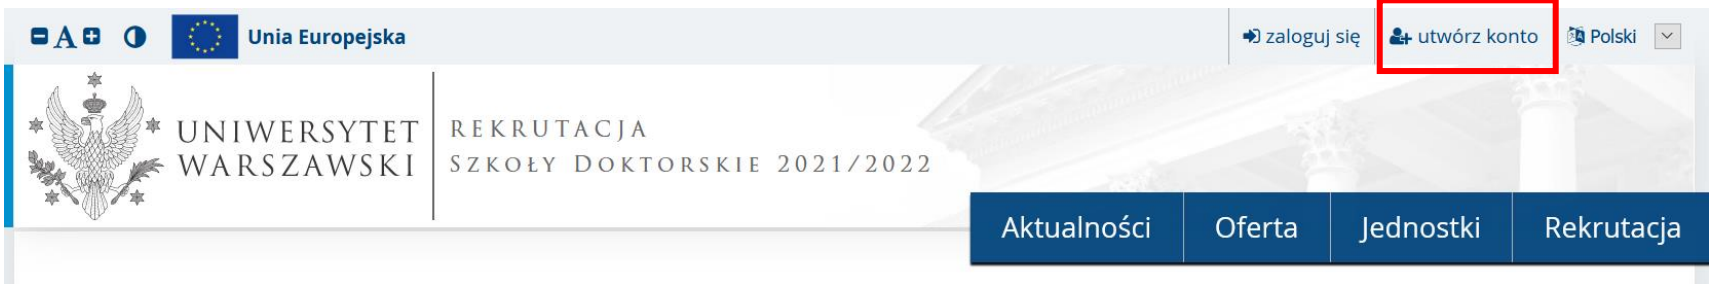 A Unia Europejska zaloguj się utwórz konto Polski
UNIWERSYTET
WARSZAWSKI
REKRUTACJA
SZKOŁY DOKTORSKIE 2021/2022
Aktualności Oferta Jednostki Rekrutacja